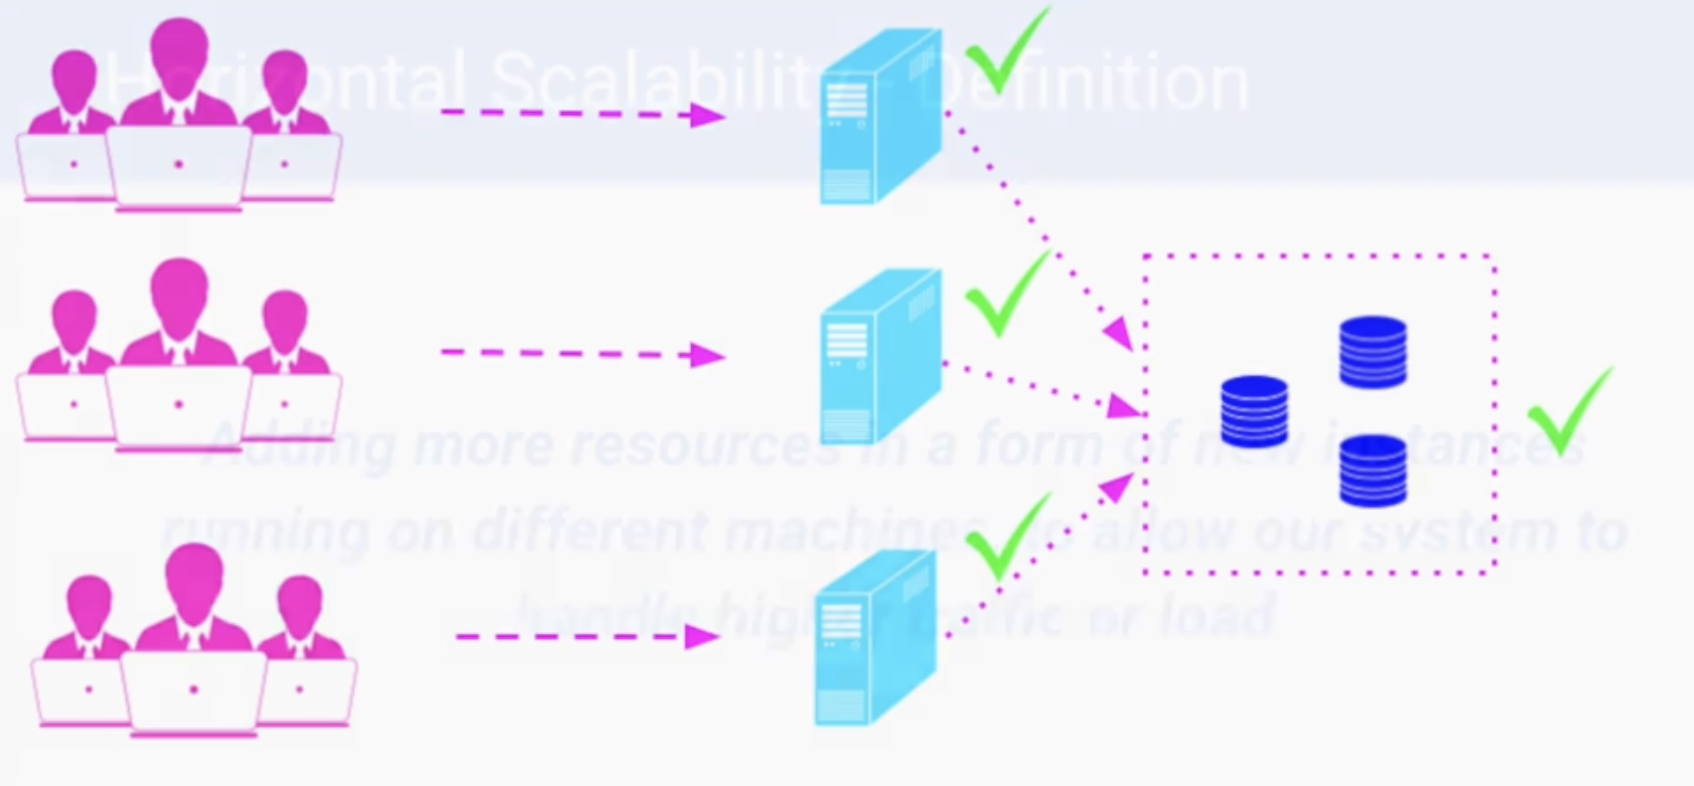 Horizontal Scalability - Definition
Adding more resources in a form of new instances
running on different machines, to allow our system to
handle higher traffic or load